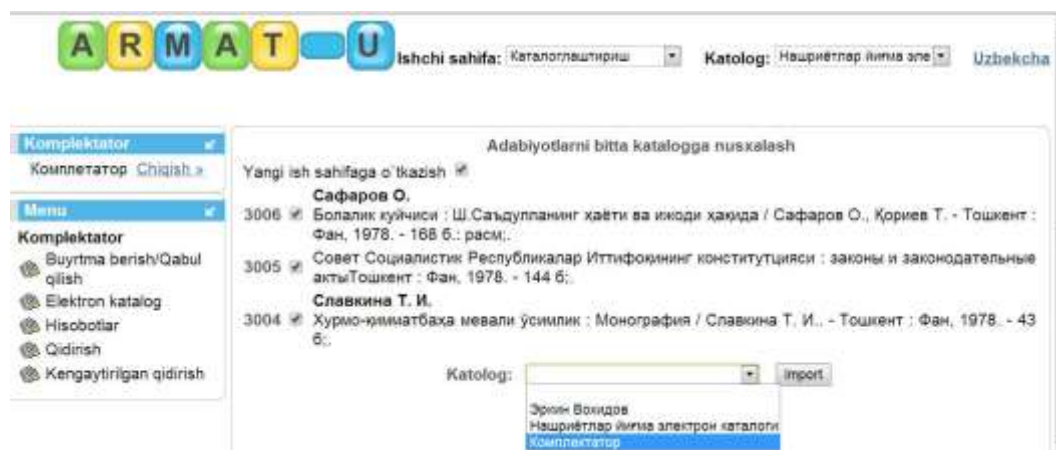 ARMAT-U
Ishchi sahifa: Каталоглаштириш Katolog: Нашриётлар йиғма эле Uzbekcha
Komplektator
Комплетатор Chiqish »
Menu
Komplektator
Buyrtma berish/Qabul
qilish
Elektron katalog
Hisobotlar
Qidirish
Kengaytirilgan qidirish
Adabiyotlarni bitta katalogga nusxalash
Yangi ish sahifaga o`tkazish
Сафаров О.
3006 Болалик куйчиси : Ш.Саъдулланинг ҳаёти ва ижоди ҳақида / Сафаров О., Қориев Т. - Тошкент :
Фан, 1978. - 168 б.: расм;.
3005 Совет Социалистик Республикалар Иттифоқининг конститутцияси : законы и законодательные
актыТошкент : Фан, 1978. - 144 б;.
Славкина Т. И.
3004 Хурмо-қимматбаҳа мевали ўсимлик : Монография / Славкина Т. И.. - Тошкент : Фан, 1978. - 43
б;.
Katolog: Import
Эркин Вохидов
Нашриётлар йиғма электрон каталоги
Комплектатор